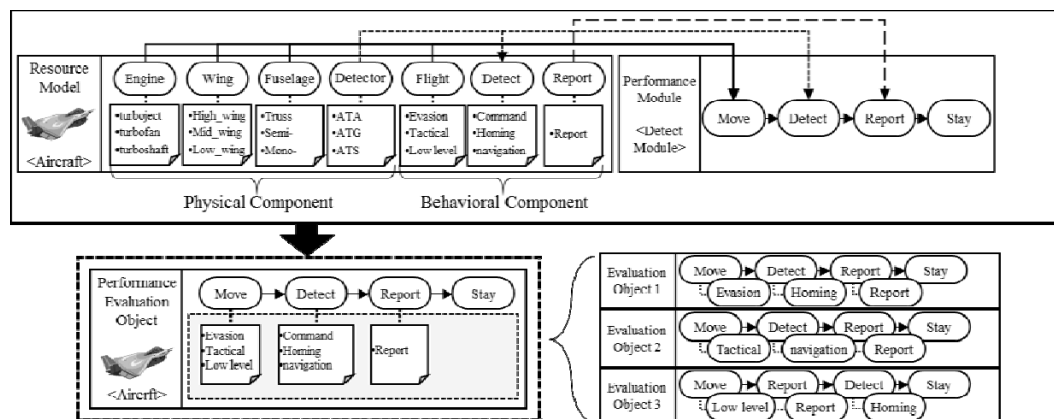 Resource
Model
<Aircraft>
Engine
Wing
Fuselage
Detector
Flight
Detect
Report
•turboject
•turbofan
•turboshaft
•High_wing
•Mid_wing
•Low_wing
•Truss
•Semi-
•Mono-
•ATA
•ATG
•ATS
•Evasion
•Tactical
•Low level
•Command
•Homing
•navigation
•Report
Physical Component
Behavioral Component
Performance
Module
<Detect
Module>
Move
Detect
Report
Stay
Performance
Evaluation
Object
<Aircrft>
Move
Detect
Report
Stay
•Evasion
•Tactical
•Low level
•Command
•Homing
•navigation
•Report
Evaluation
Object 1
Move
Detect
Report
Stay
Evasion
Homing
Report
Evaluation
Object 2
Move
Detect
Report
Stay
Tactical
navigation
Report
Evaluation
Object 3
Move
Report
Detect
Stay
Low level
Report
Homing